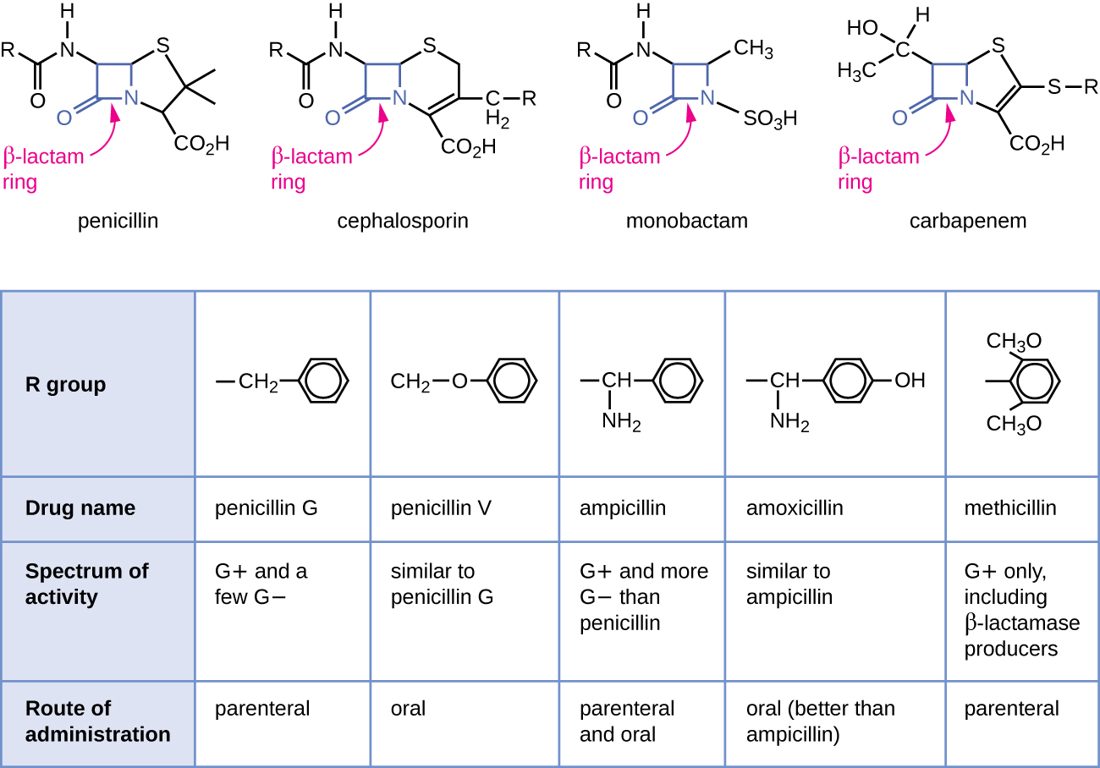 H
R
N
S
O
O
N
CO2H
β-lactam
ring
penicillin
H
R
N
S
O
O
N
CH2—R
CO2H
β-lactam
ring
cephalosporin
H
R
N
CH3
O
O
N
SO3H
β-lactam
ring
monobactam
HO
H
C
H3C
S
S—R
O
N
CO2H
β-lactam
ring
carbapenem
R group
—CH2—
CH2—O—
—CH—
NH2
—CH—
—OH
NH2
CH3O
CH3O
Drug name
penicillin G
penicillin V
ampicillin
amoxicillin
methicillin
Spectrum of
activity
G+ and a
few G−
similar to
penicillin G
G+ and more
G− than
penicillin
similar to
ampicillin
G+ only,
including
β-lactamase
producers
Route of
administration
parenteral
oral
parenteral
and oral
oral (better than
ampicillin)
parenteral